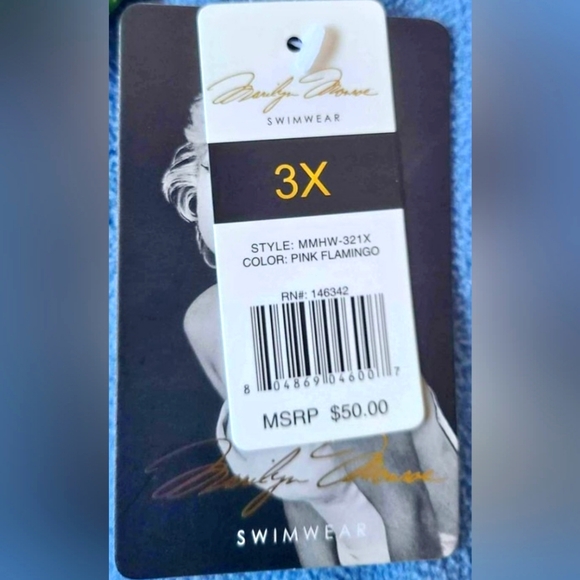 Marilyn Monroe
SWIMWEAR
3X
STYLE: MMHW-321X
COLOR: PINK FLAMINGO
RN#: 146342
8 04869 04600 7
MSRP $50.00
Marilyn Monroe
SWIMWEAR